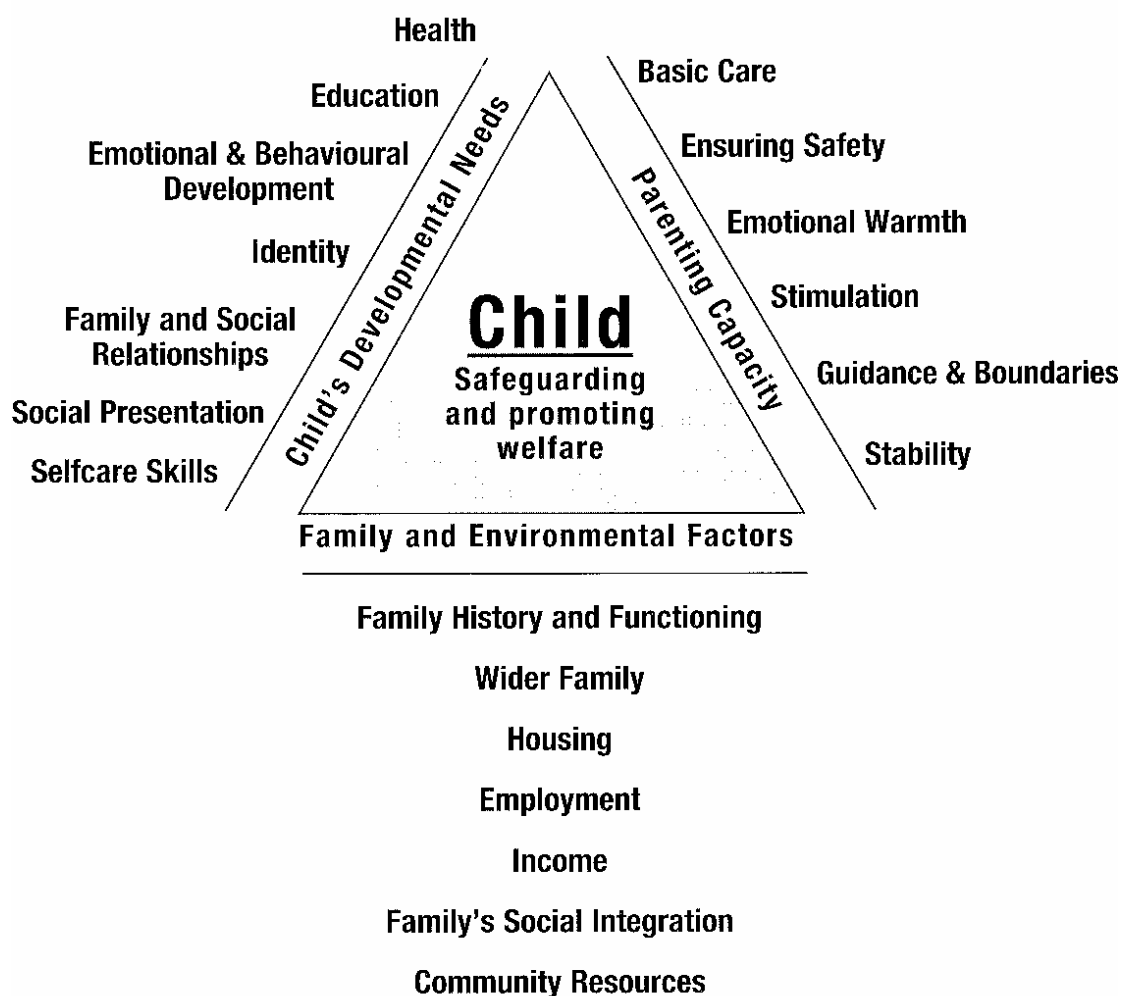 Health
Education
Emotional & Behavioural
Development
Identity
Family and Social
Relationships
Social Presentation
Selfcare Skills
Child's Developmental Needs
Basic Care
Ensuring Safety
Emotional Warmth
Stimulation
Guidance & Boundaries
Stability
Parenting Capacity
Child
Safeguarding
and promoting
welfare
Family and Environmental Factors
Family History and Functioning
Wider Family
Housing
Employment
Income
Family's Social Integration
Community Resources